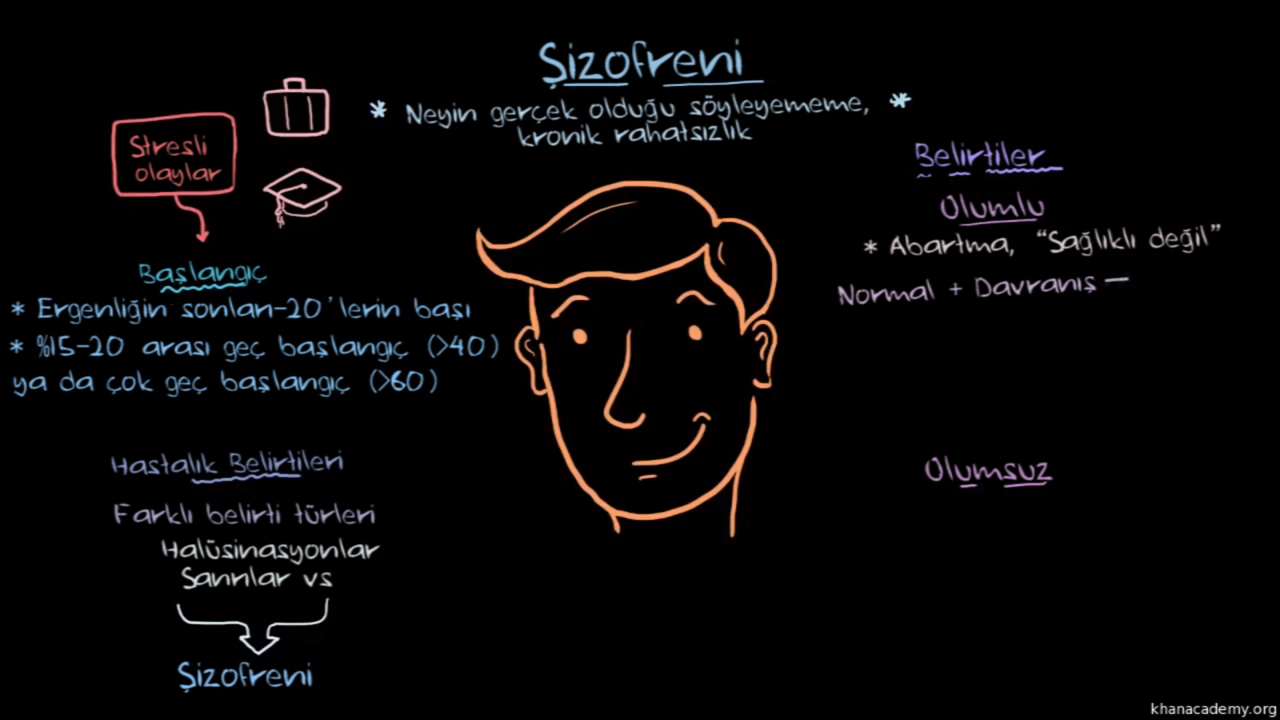 Şizofreni
* Neyin gerçek olduğu söyleyememe, *
kronik rahatsızlık
Stresli
olaylar
Başlangıç
* Ergenliğin sonları-20'lerin başı
* %15-20 arası geç başlangıç (>40)
ya da çok geç başlangıç (>60)
Hastalık Belirtileri
Farklı belirti türleri
Halüsinasyonlar
Sanrılar vs
Şizofreni
Belirtiler
Olumlu
* Abartma, “Sağlıklı değil”
Normal + Davranış –
Olumsuz
khanacademy.org